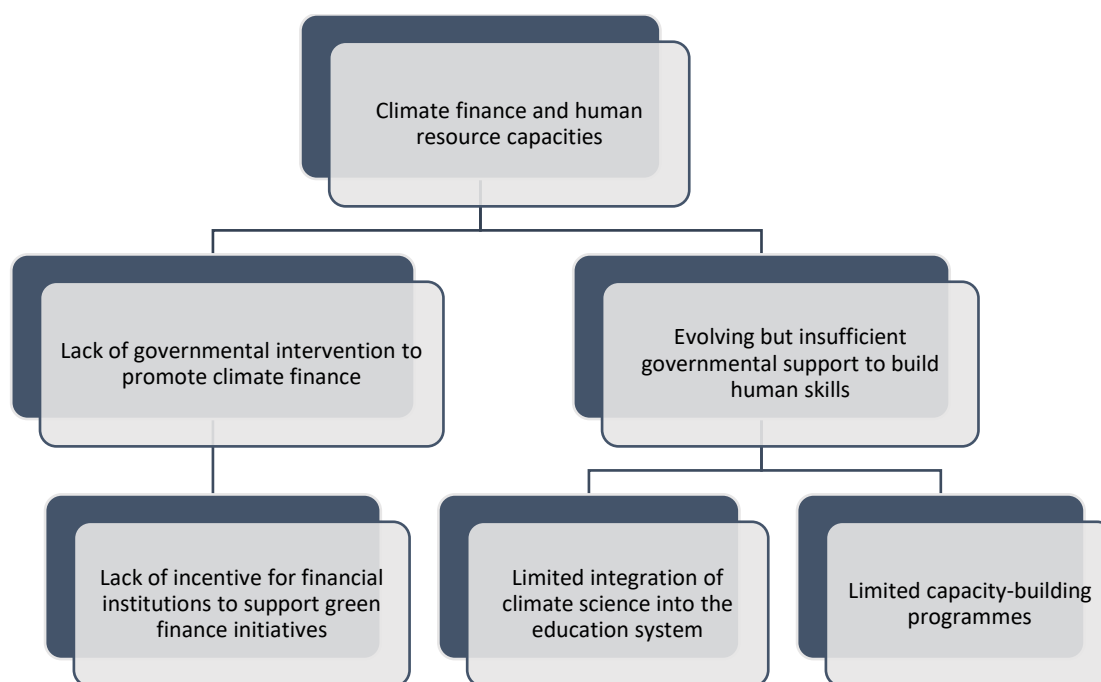 Climate finance and human
resource capacities
Lack of governmental intervention to
promote climate finance
Evolving but insufficient
governmental support to build
human skills
Lack of incentive for financial
institutions to support green
finance initiatives
Limited integration of
climate science into the
education system
Limited capacity-building
programmes